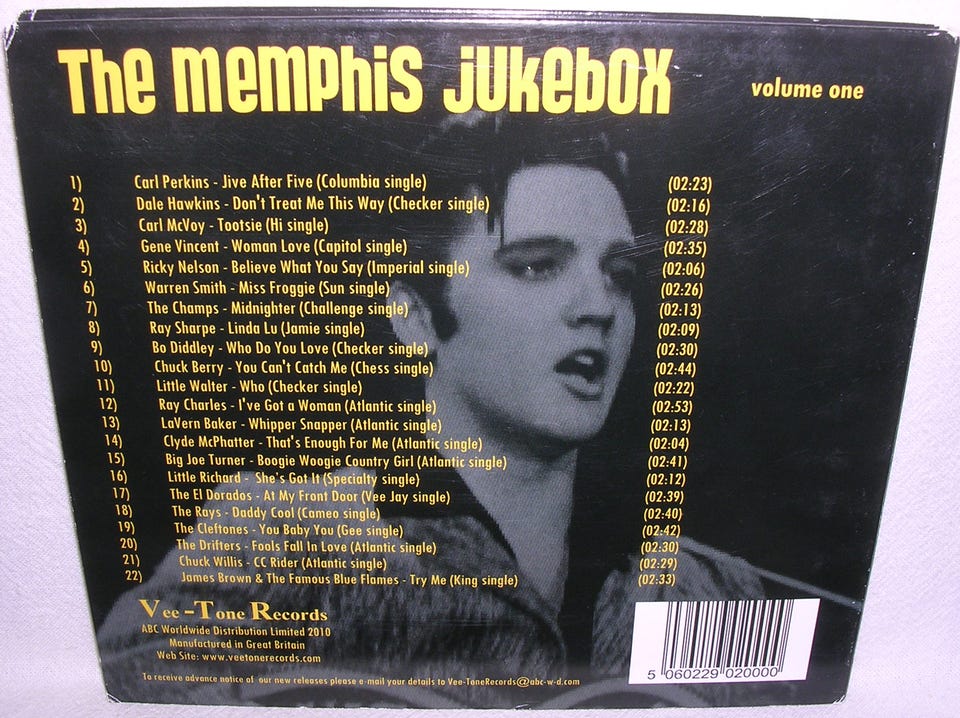 The Memphis Jukebox
volume one
1) Carl Perkins - Jive After Five (Columbia single) (02:23)
2) Dale Hawkins - Don't Treat Me This Way (Checker single) (02:16)
3) Carl McVoy - Tootsie (Hi single) (02:28)
4) Gene Vincent - Woman Love (Capitol single) (02:35)
5) Ricky Nelson - Believe What You Say (Imperial single) (02:06)
6) Warren Smith - Miss Froggie (Sun single) (02:26)
7) The Champs - Midnighter (Challenge single) (02:13)
8) Ray Sharpe - Linda Lu (Jamie single) (02:09)
9) Bo Diddley - Who Do You Love (Checker single) (02:30)
10) Chuck Berry - You Can't Catch Me (Chess single) (02:44)
11) Little Walter - Who (Checker single) (02:22)
12) Ray Charles - I've Got a Woman (Atlantic single) (02:53)
13) LaVern Baker - Whipper Snapper (Atlantic single) (02:13)
14) Clyde McPhatter - That's Enough For Me (Atlantic single) (02:04)
15) Big Joe Turner - Boogie Woogie Country Girl (Atlantic single) (02:41)
16) Little Richard - She's Got It (Specialty single) (02:12)
17) The El Dorados - At My Front Door (Vee Jay single) (02:39)
18) The Rays - Daddy Cool (Cameo single) (02:40)
19) The Cleftones - You Baby You (Gee single) (02:42)
20) The Drifters - Fools Fall In Love (Atlantic single) (02:30)
21) Chuck Willis - CC Rider (Atlantic single) (02:29)
22) James Brown & The Famous Blue Flames - Try Me (King single) (02:33)
Vee-Tone Records
ABC Worldwide Distribution Limited 2010
Manufactured in Great Britain
Web Site: www.veetonerecords.com
To receive advance notice of our new releases please e-mail your details to Vee-ToneRecords@abc-w-d.com
5 060229 020000